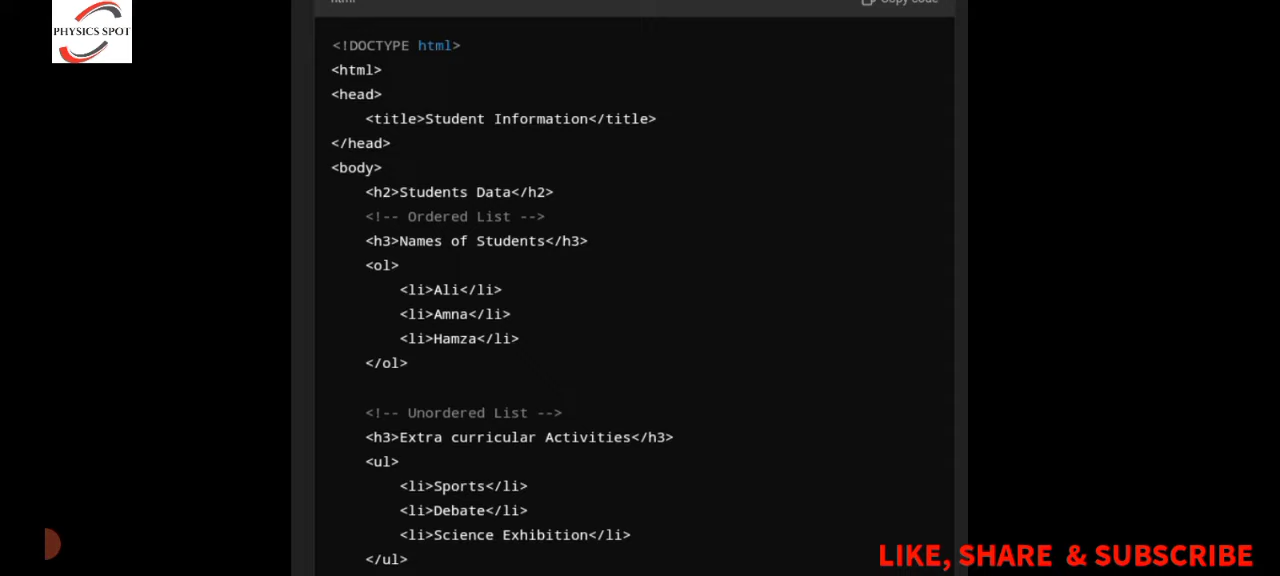 PHYSICS SPOT
<!DOCTYPE html>
<html>
<head>
<title>Student Information</title>
</head>
<body>
<h2>Students Data</h2>
<!-- Ordered List -->
<h3>Names of Students</h3>
<ol>
<li>Ali</li>
<li>Amna</li>
<li>Hamza</li>
</ol>
<!-- Unordered List -->
<h3>Extra curricular Activities</h3>
<ul>
<li>Sports</li>
<li>Debate</li>
<li>Science Exhibition</li>
</ul>
LIKE, SHARE & SUBSCRIBE